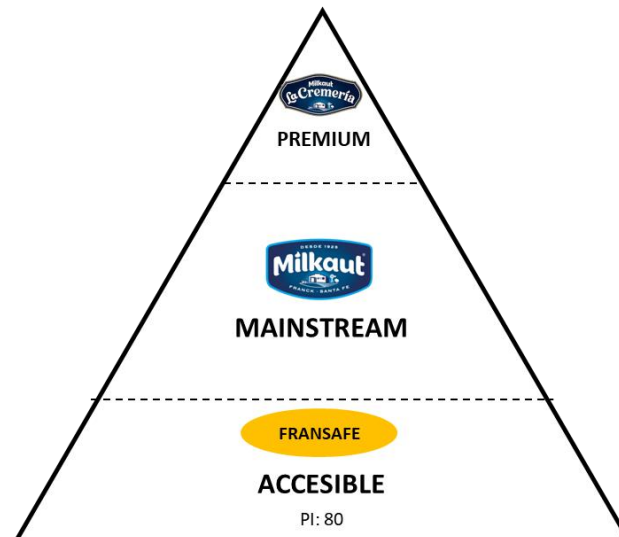 Milkaut
La Cremería
PREMIUM
DESDE 1925
Milkaut
FRANCK - SANTA FE
MAINSTREAM
FRANSAFE
ACCESIBLE
PI: 80